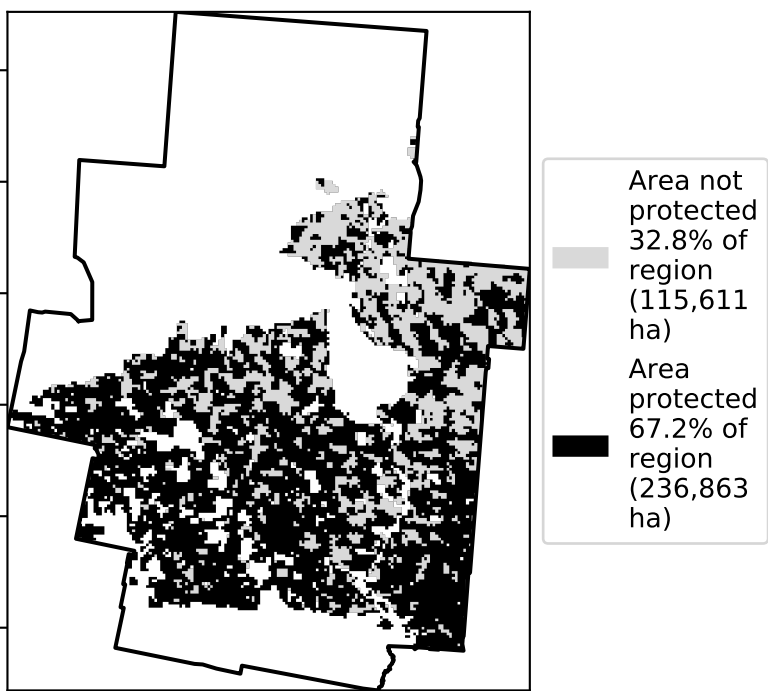 Area not
protected
32.8% of
region
(115,611
ha)
Area
protected
67.2% of
region
(236,863
ha)